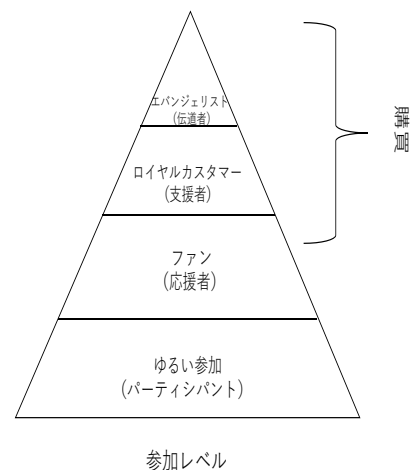 エバンジェリスト
(伝道者)
ロイヤルカスタマー
(支援者)
ファン
(応援者)
ゆるい参加
(パーティシパント)
購買
参加レベル